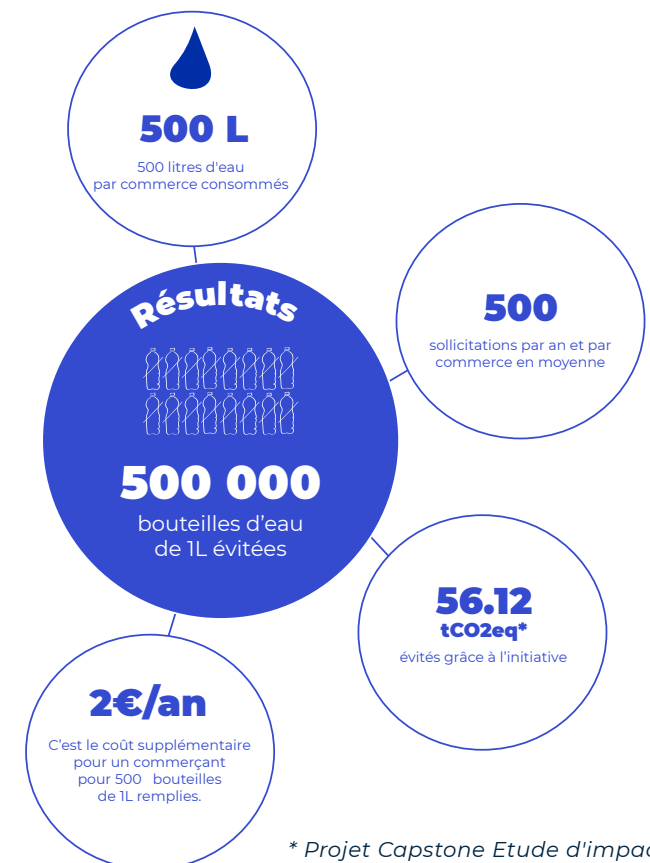 500 L
500 litres d'eau
par commerce consommés
Résultats
500 000
bouteilles d’eau
de 1L évitées
500
sollicitations par an et par
commerce en moyenne
56.12
tCO2eq*
évités grâce à l’initiative
2€/an
C’est le coût supplémentaire
pour un commerçant
pour 500 bouteilles
de 1L remplies.
* Projet Capstone Etude d'impac